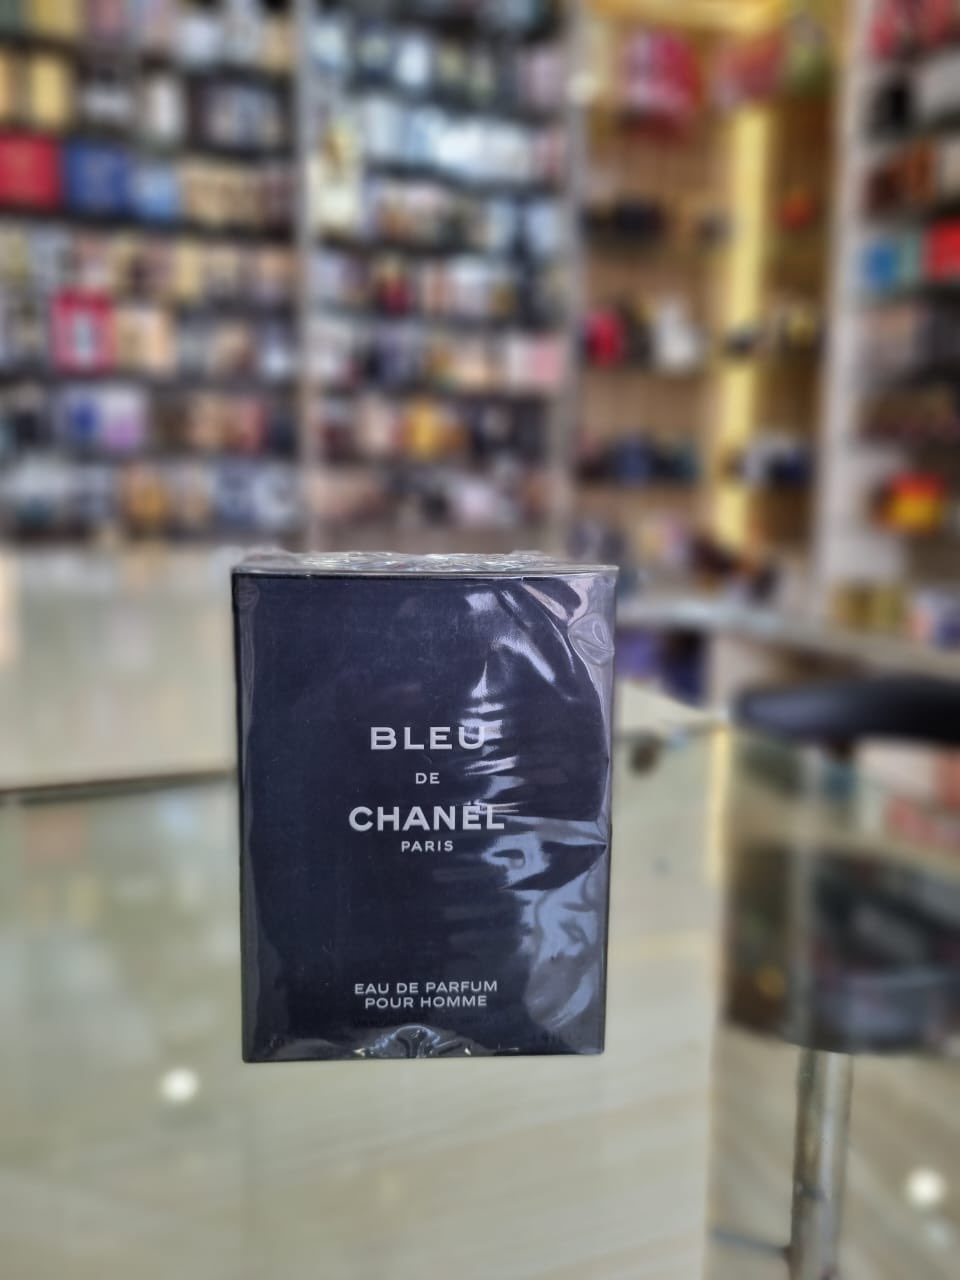 BLEU
DE
CHANEL
PARIS
EAU DE PARFUM
POUR HOMME